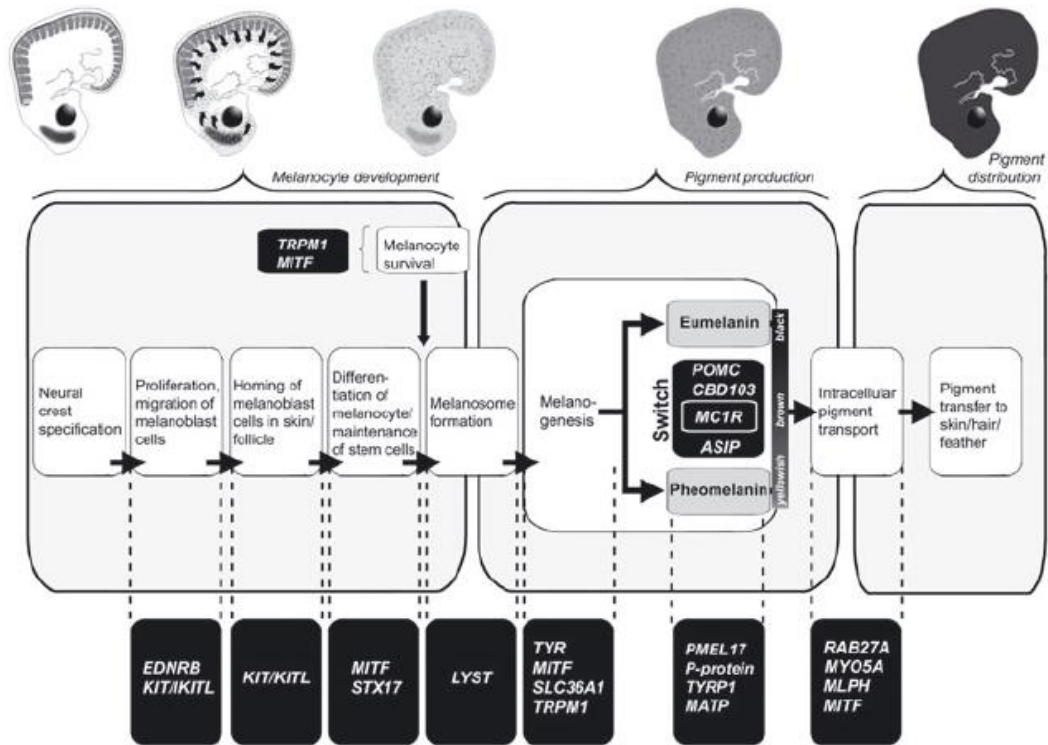 Melanocyte development
Pigment production
Pigment
distribution
TRPM1
MITF
Melanocyte
survival
Neural
crest
specification
Proliferation,
migration of
melanoblast
cells
Homing of
melanoblast
cells in skin/
follicle
Differen-
tiation of
melanocyte/
maintenance
of stem cells
Melanosome
formation
Melano-
genesis
Eumelanin
Switch
POMC
CBD103
MC1R
ASIP
Pheomelanin
black
brown
yellowish
Intracellular
pigment
transport
Pigment
transfer to
skin/hair/
feather
EDNRB
KIT/IKITL
KIT/KITL
MITF
STX17
LYST
TYR
MITF
SLC36A1
TRPM1
PMEL17
P-protein
TYRP1
MATP
RAB27A
MYO5A
MLPH
MITF